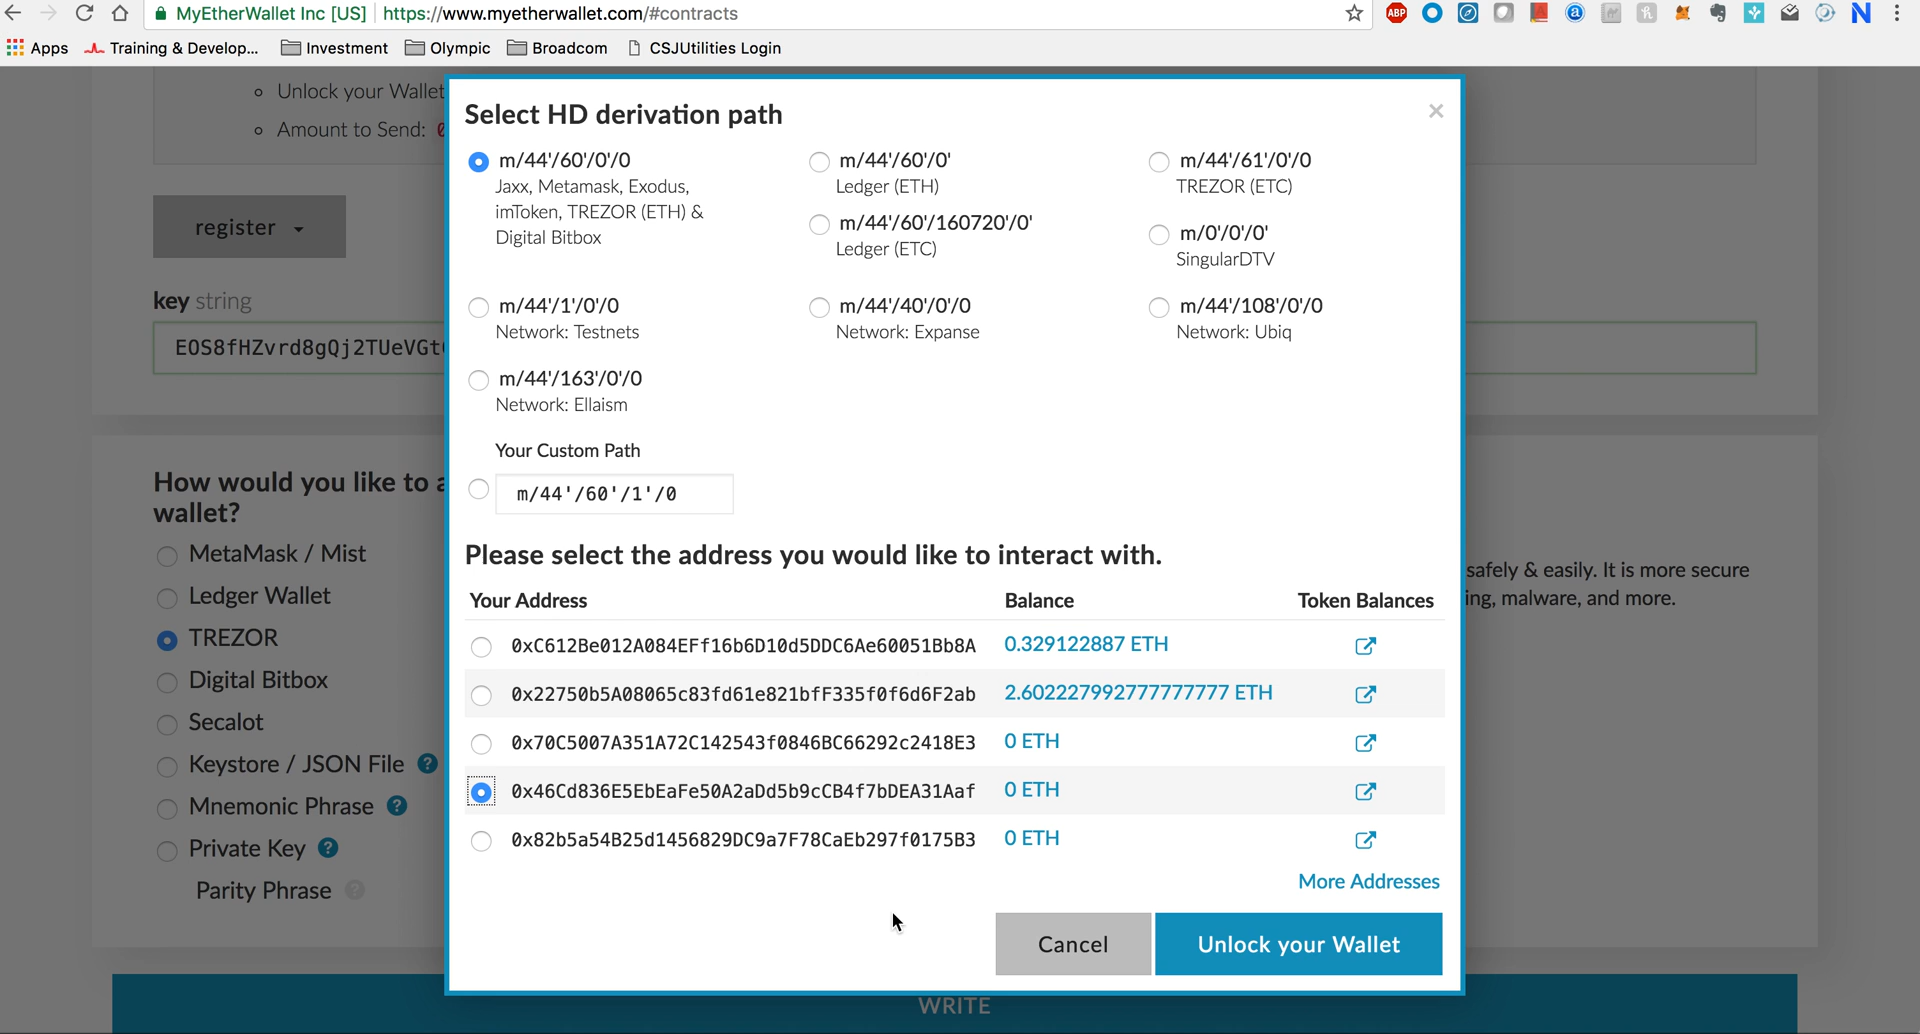 MyEtherWallet Inc [US] https://www.myetherwallet.com/#contracts
Apps Training & Develop... Investment Olympic Broadcom CSJUtilities Login
Unlock your Wallet
Amount to Send: 0
register
key string
EOS8fHZvrd8gQj2TUeVGt
How would you like to a
wallet?
MetaMask / Mist
Ledger Wallet
TREZOR
Digital Bitbox
Secalot
Keystore / JSON File ?
Mnemonic Phrase ?
Private Key ?
Parity Phrase ?
Select HD derivation path ×
m/44'/60'/0'/0
Jaxx, Metamask, Exodus,
imToken, TREZOR (ETH) &
Digital Bitbox
m/44'/60'/0'
Ledger (ETH)
m/44'/60'/160720'/0'
Ledger (ETC)
m/44'/61'/0'/0
TREZOR (ETC)
m/0'/0'/0'
SingularDTV
m/44'/1'/0'/0
Network: Testnets
m/44'/40'/0'/0
Network: Expanse
m/44'/108'/0'/0
Network: Ubiq
m/44'/163'/0'/0
Network: Ellaism
Your Custom Path
m/44'/60'/1'/0
Please select the address you would like to interact with.
Your Address Balance Token Balances
0xC612Be012A084EFf16b6D10d5DDC6Ae60051Bb8A 0.329122887 ETH
0x22750b5A08065c83fd61e821bfF335f0f6d6F2ab 2.602227992777777777 ETH
0x70C5007A351A72C142543f0846BC66292c2418E3 0 ETH
0x46Cd836E5EbEaFe50A2aDd5b9cCB4f7bDEA31Aaf 0 ETH
0x82b5a54B25d1456829DC9a7F78CaEb297f0175B3 0 ETH
More Addresses
Cancel Unlock your Wallet
safely & easily. It is more secure
ing, malware, and more.
WRITE
ABP